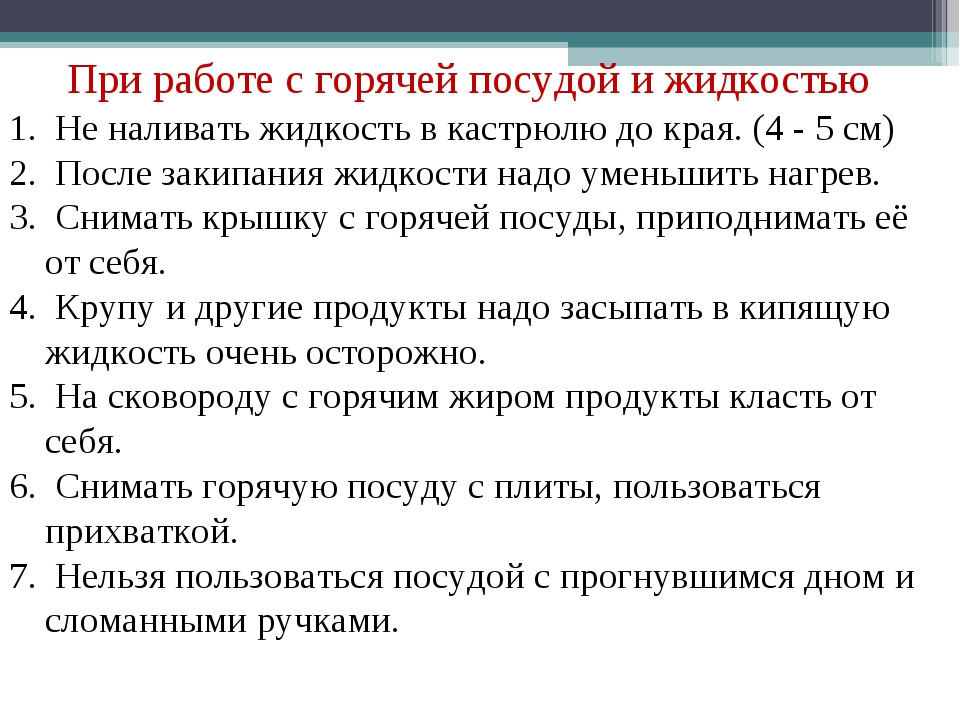 При работе с горячей посудой и жидкостью
1. Не наливать жидкость в кастрюлю до края. (4 - 5 см)
2. После закипания жидкости надо уменьшить нагрев.
3. Снимать крышку с горячей посуды, приподнимать её
от себя.
4. Крупу и другие продукты надо засыпать в кипящую
жидкость очень осторожно.
5. На сковороду с горячим жиром продукты класть от
себя.
6. Снимать горячую посуду с плиты, пользоваться
прихваткой.
7. Нельзя пользоваться посудой с прогнувшимся дном и
сломанными ручками.